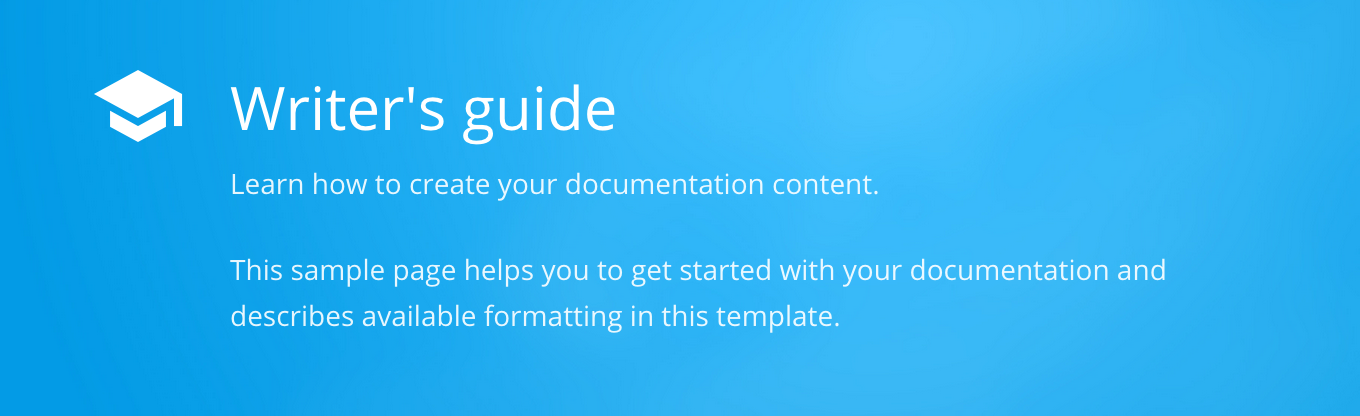 Writer's guide
Learn how to create your documentation content.
This sample page helps you to get started with your documentation and
describes available formatting in this template.